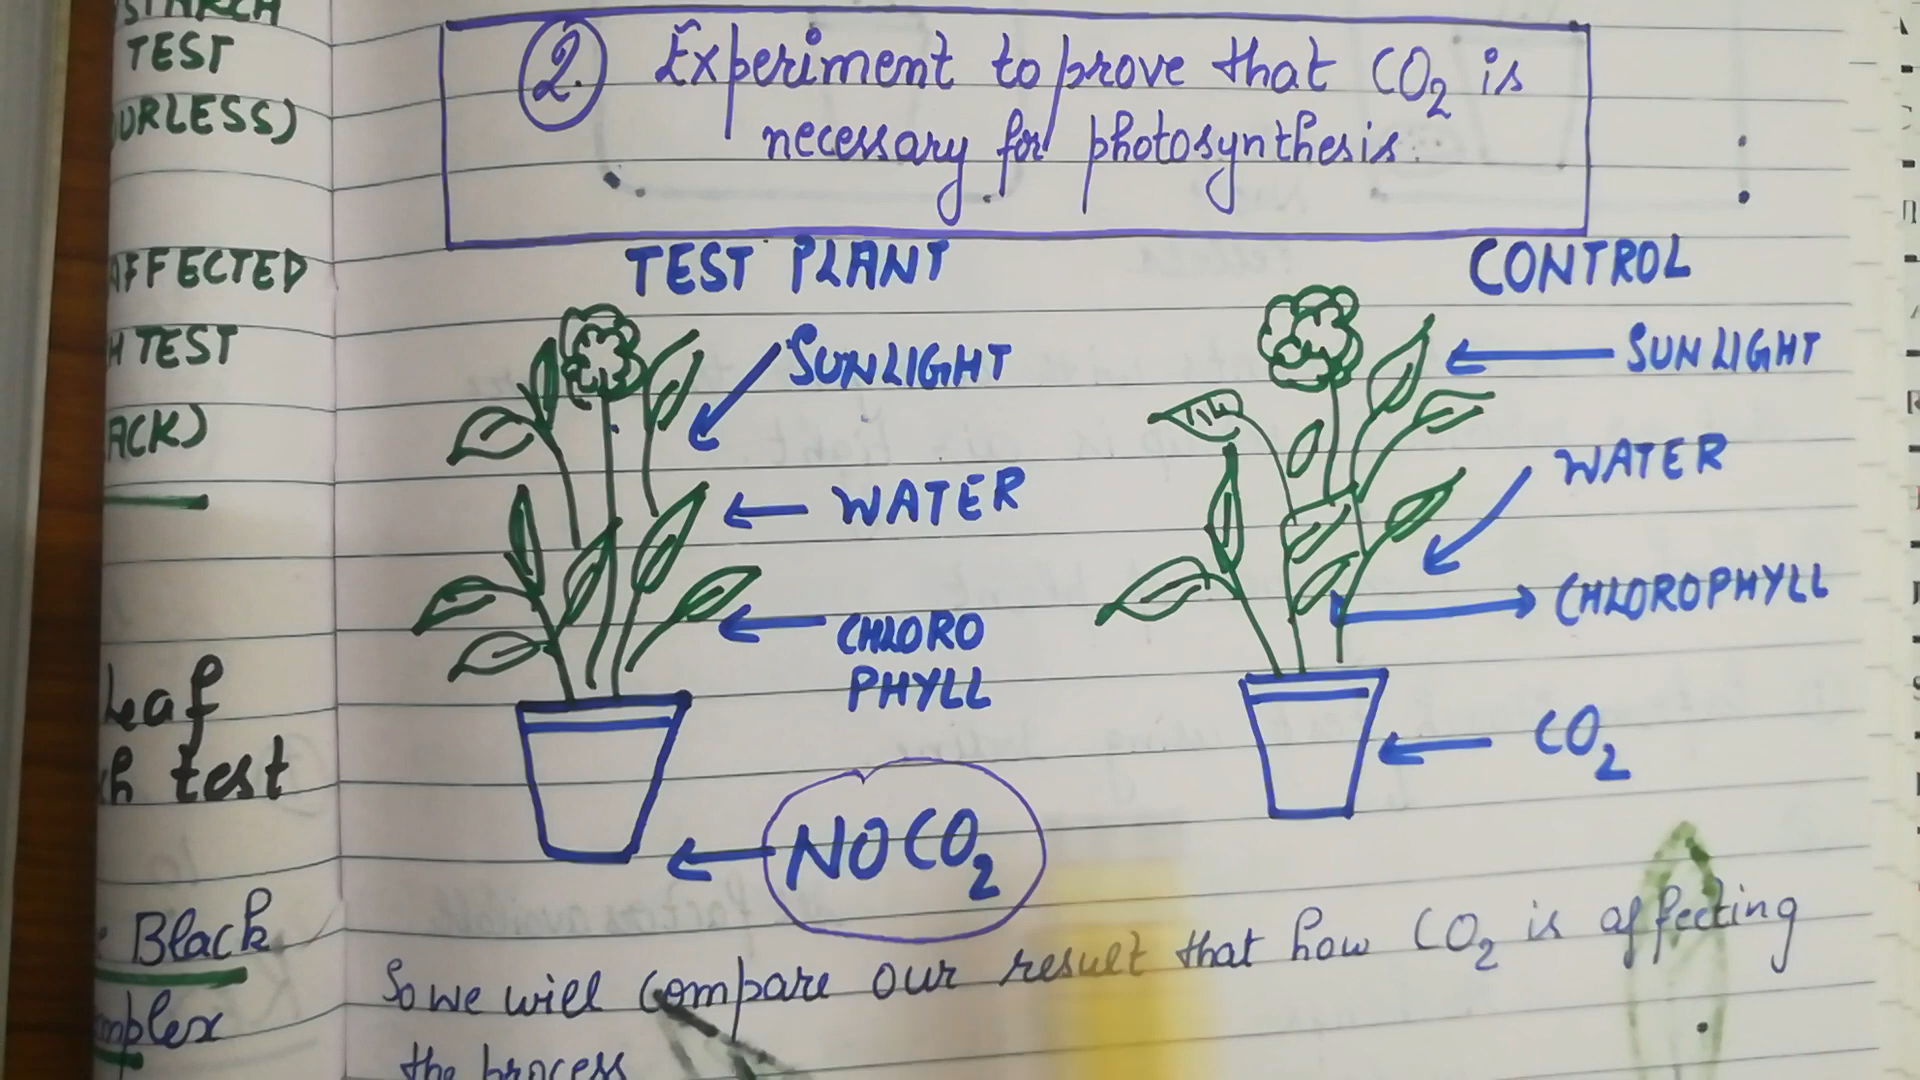 TEST
URLESS)
AFFECTED
H TEST
ACK)
Leaf
ch test
: Black
mplex
2. Experiment to prove that CO2 is
necessary for photosynthesis.
TEST PLANT
SUNLIGHT
WATER
CHLORO
PHYLL
NO CO2
CONTROL
SUNLIGHT
WATER
CHLOROPHYLL
CO2
So we will compare our result that how CO2 is affecting
the process